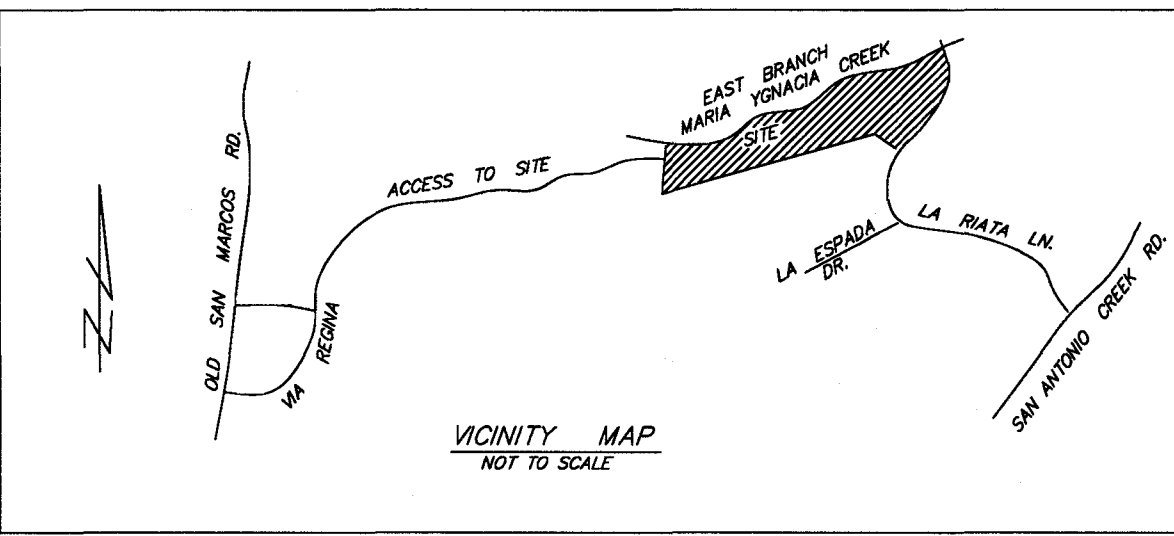 EAST BRANCH
MARIA YGNACIA CREEK
SITE
ACCESS TO SITE
OLD SAN MARCOS RD.
VIA REGINA
LA ESPADA
DR.
LA RIATA LN.
SAN ANTONIO CREEK RD.
N
VICINITY MAP
NOT TO SCALE